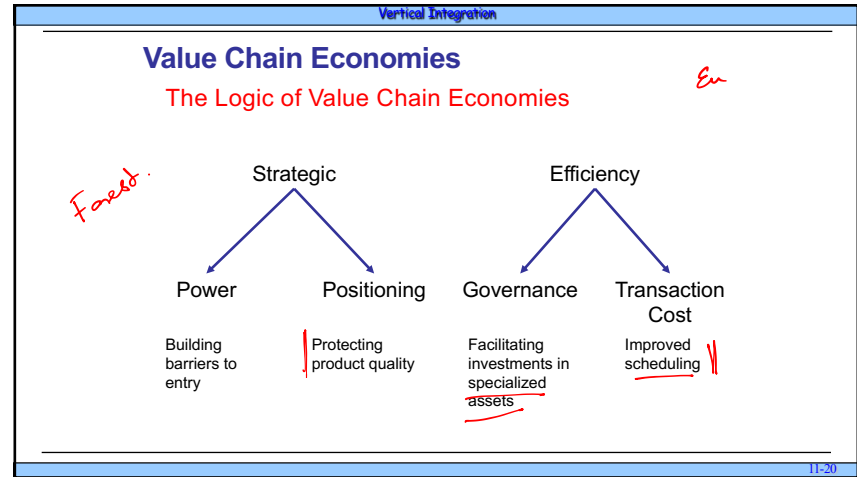 Vertical Integration
Value Chain Economies
The Logic of Value Chain Economies
Forest.
Strategic
Efficiency
Power
Positioning
Governance
Transaction
Cost
Building
barriers to
entry
Protecting
product quality
Facilitating
investments in
specialized
assets
Improved
scheduling
11-20